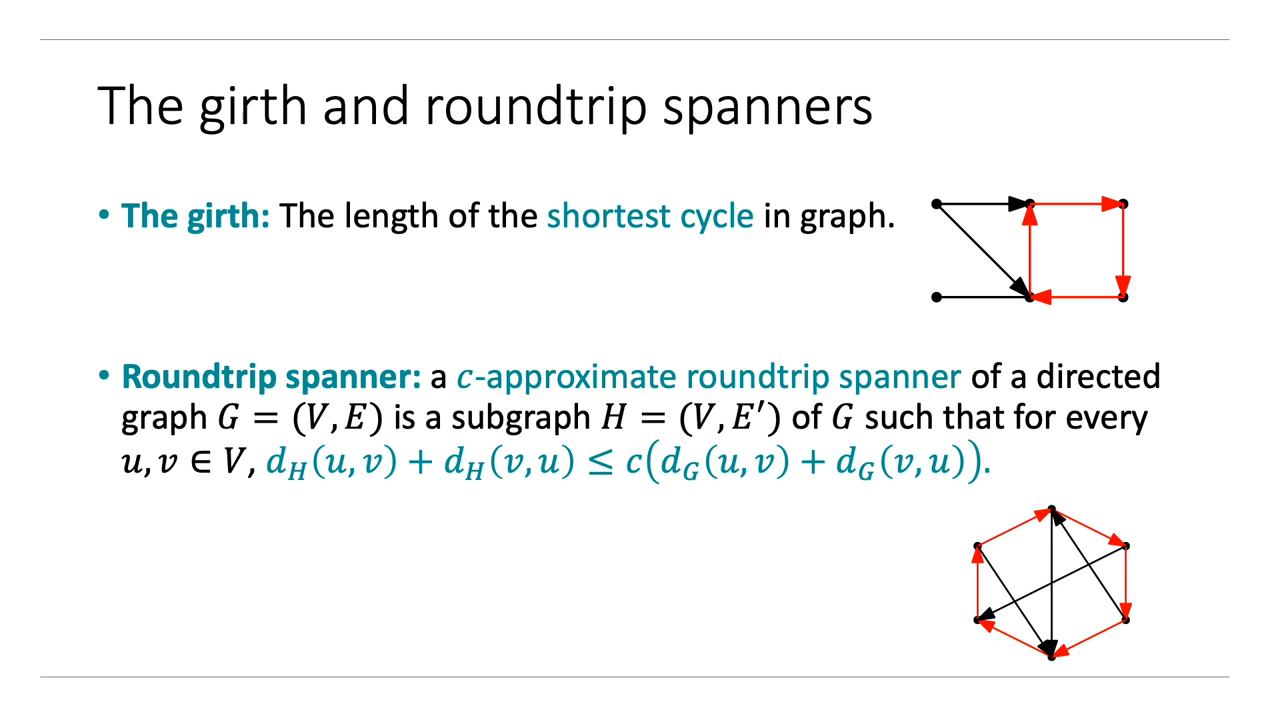 The girth and roundtrip spanners
• The girth: The length of the shortest cycle in graph.
• Roundtrip spanner: a c-approximate roundtrip spanner of a directed
graph G = (V, E) is a subgraph H = (V, E′) of G such that for every
u, v ∈ V, d_H(u, v) + d_H(v, u) ≤ c(d_G(u, v) + d_G(v, u)).